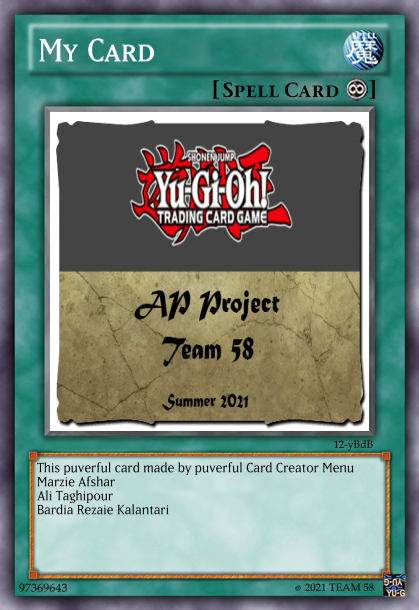 My Card
魔
[Spell Card ]
SHONEN JUMP
Yu-Gi-Oh!
TRADING CARD GAME
AP Project
Team 58
Summer 2021
12-yBdB
This puverful card made by puverful Card Creator Menu
Marzie Afshar
Ali Taghipour
Bardia Rezaie Kalantari
97369643
© 2021 TEAM 58
YU-G